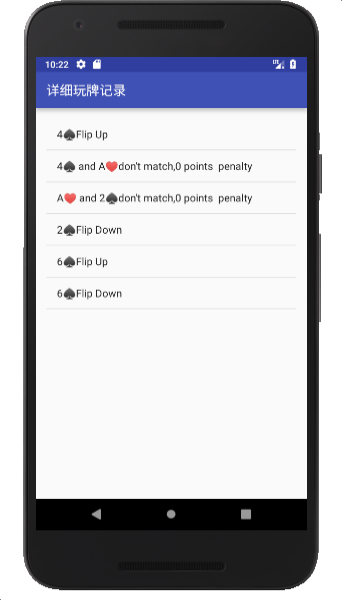 10:22 LTE
详细玩牌记录
4♠Flip Up
4♠ and A❤don't match,0 points  penalty
A❤ and 2♠don't match,0 points  penalty
2♠Flip Down
6♠Flip Up
6♠Flip Down